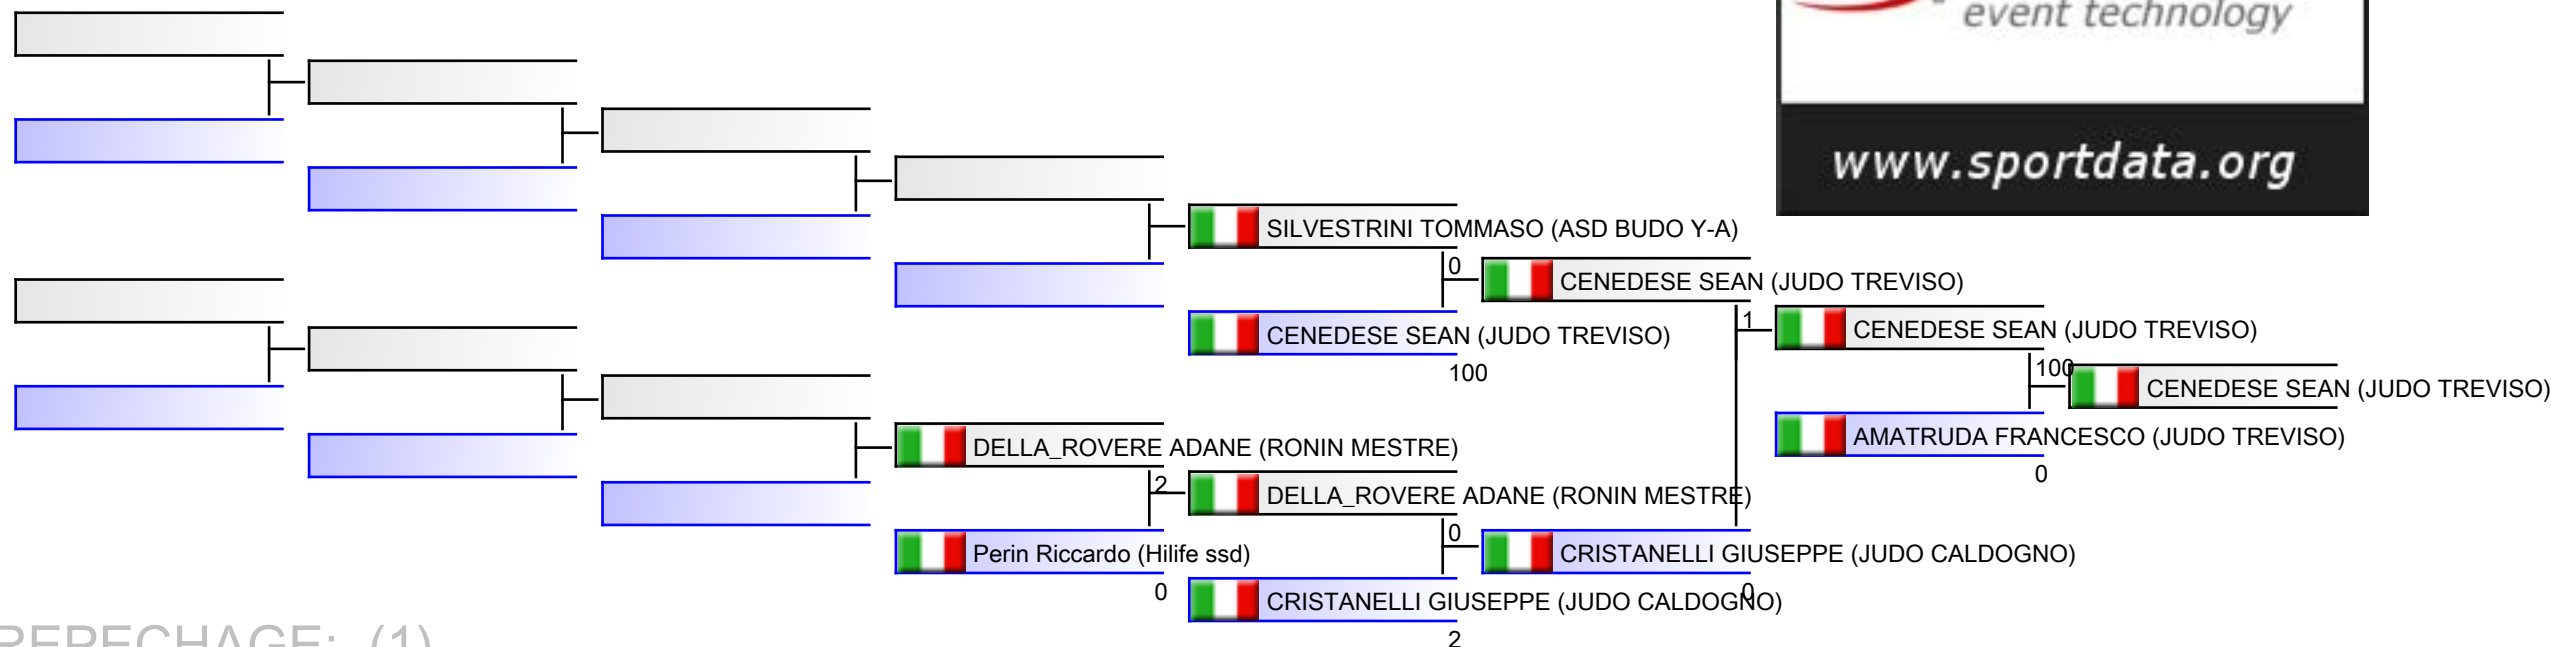 event technology
www.sportdata.org
SILVESTRINI TOMMASO (ASD BUDO Y-A)
0
CENEDESE SEAN (JUDO TREVISO)
CENEDESE SEAN (JUDO TREVISO)
100
1
CENEDESE SEAN (JUDO TREVISO)
100
CENEDESE SEAN (JUDO TREVISO)
AMATRUDA FRANCESCO (JUDO TREVISO)
0
DELLA_ROVERE ADANE (RONIN MESTRE)
2
DELLA_ROVERE ADANE (RONIN MESTRE)
Perin Riccardo (Hilife ssd)
0
0
CRISTANELLI GIUSEPPE (JUDO CALDOGNO)
0
CRISTANELLI GIUSEPPE (JUDO CALDOGNO)
2
REPECHAGE: (1)